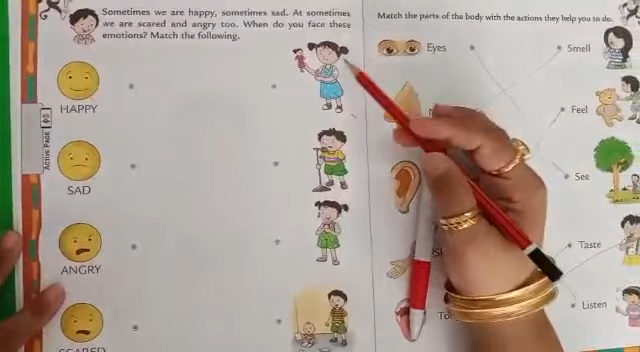 Sometimes we are happy, sometimes sad. At sometimes
we are scared and angry too. When do you face these
emotions? Match the following.
HAPPY
SAD
ANGRY
SCARED
ACTIVE PAGE
Match the parts of the body with the actions they help you to do.
Eyes
Smell
Feel
See
Taste
Listen